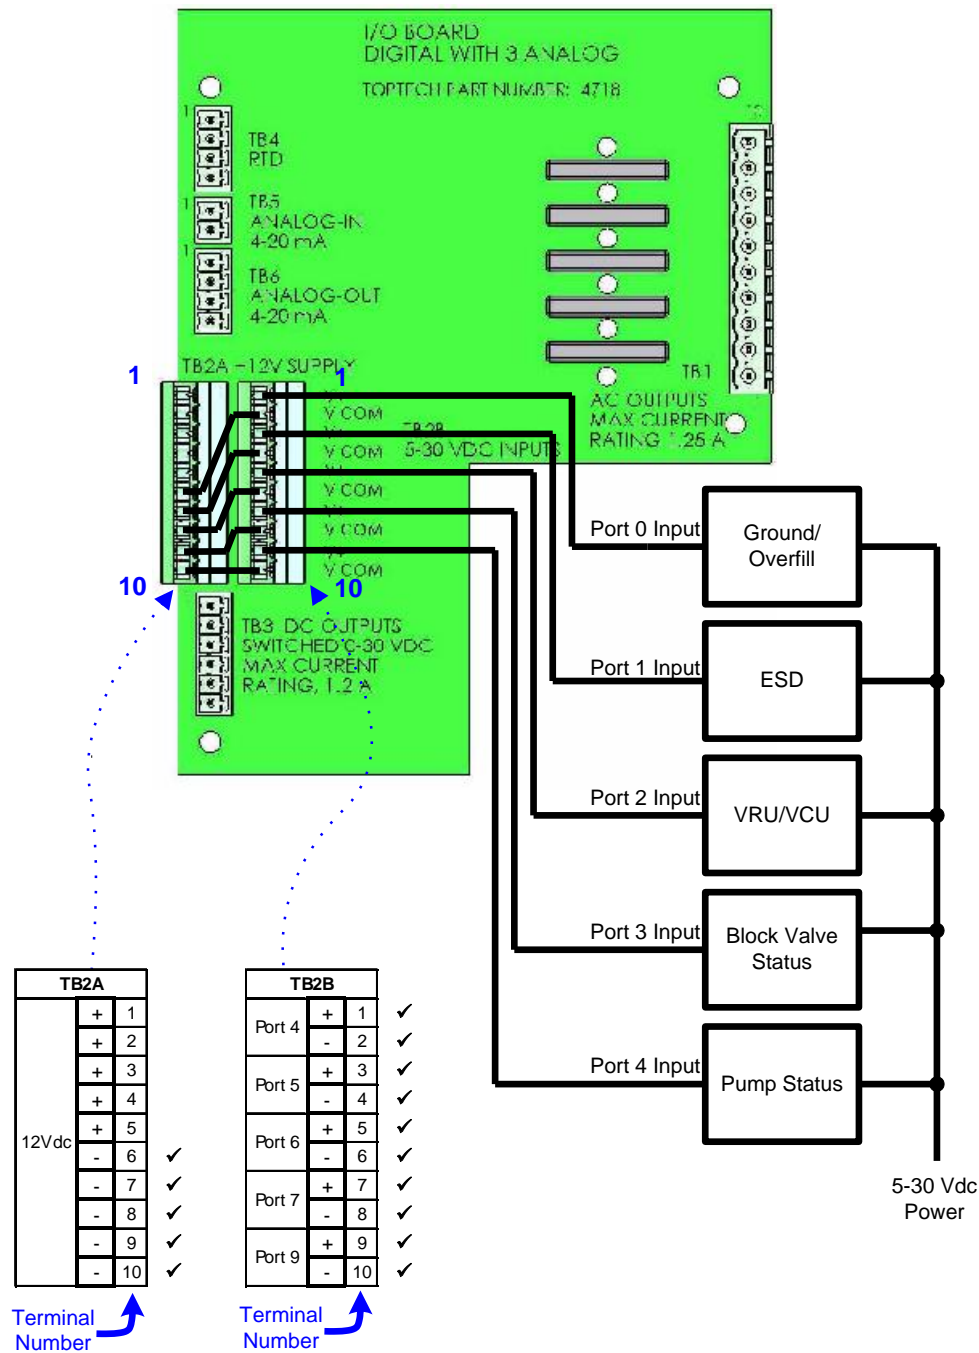 I/O BOARD
DIGITAL WITH 3 ANALOG
TOPTECH PART NUMBER: 4718
1
TB4
RTD
1
TB5
ANALOG-IN
4-20 mA
1
TB6
ANALOG-OUT
4-20 mA
TB1
AC OUTPUTS
MAX CURRENT
RATING, 1.25 A
TB2A +12V SUPPLY
1
1
V COM
V COM
V COM
V COM
V COM
TB2B
5-30 VDC INPUTS
10
10
TB3 DC OUTPUTS
SWITCHED 0-30 VDC
MAX CURRENT
RATING, 1.2 A
Port 0 Input
Ground/
Overfill
Port 1 Input
ESD
Port 2 Input
VRU/VCU
Port 3 Input
Block Valve
Status
Port 4 Input
Pump Status
5-30 Vdc
Power
TB2A
12Vdc
+ 1
+ 2
+ 3
+ 4
+ 5
- 6 ✓
- 7 ✓
- 8 ✓
- 9 ✓
- 10 ✓
Terminal
Number
TB2B
Port 4 + 1 ✓
- 2 ✓
Port 5 + 3 ✓
- 4 ✓
Port 6 + 5 ✓
- 6 ✓
Port 7 + 7 ✓
- 8 ✓
Port 9 + 9 ✓
- 10 ✓
Terminal
Number